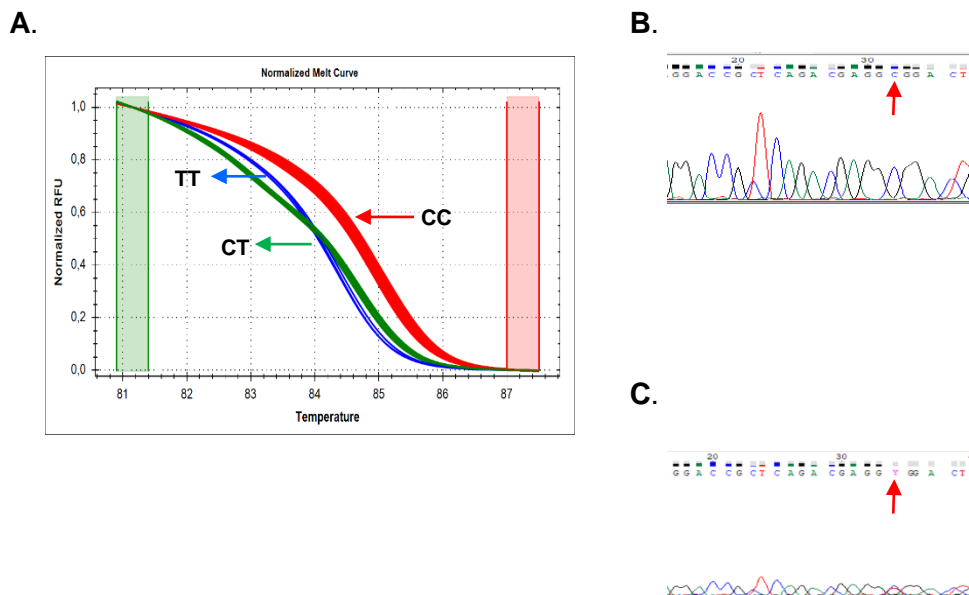 A.
B.
Normalized Melt Curve
1,0
0,8
0,6
0,4
0,2
0,0
Normalized RFU
TT
CC
CT
81 82 83 84 85 86 87
Temperature
20 30
G G A C C G C T C A G A C G A G G C G G A C T
C.
20 30
G G A C C G C T C A G A C G A G G Y G G A C T